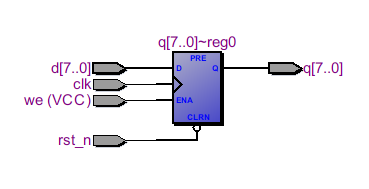 q[7..0]~reg0
PRE
d[7..0] D Q q[7..0]
clk
we (VCC) ENA
CLRN
rst_n